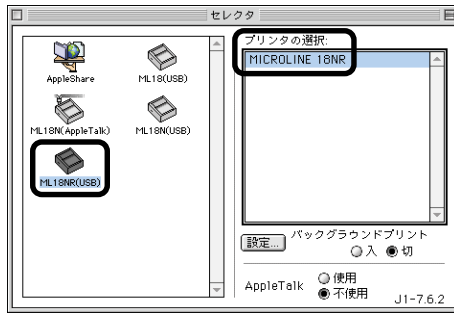 セレクタ
AppleShare
ML18(USB)
ML18N(AppleTalk)
ML18N(USB)
ML18NR(USB)
プリンタの選択:
MICROLINE 18NR
設定...
バックグラウンドプリント
入 切
AppleTalk
使用
不使用
J1-7.6.2